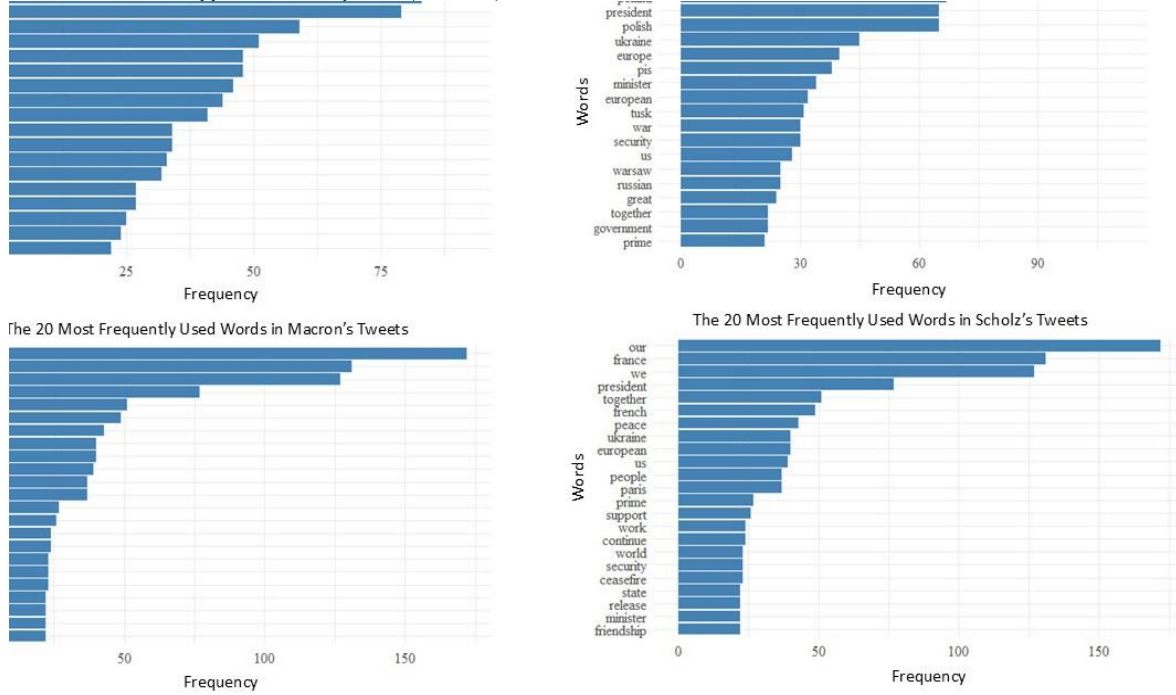 president
polish
ukraine
europe
pis
minister
european
tusk
war
security
us
warsaw
russian
great
together
government
prime
Words
25 50 75
Frequency
0 30 60 90
Frequency
The 20 Most Frequently Used Words in Macron's Tweets
50 100 150
Frequency
The 20 Most Frequently Used Words in Scholz's Tweets
our
france
we
president
together
french
peace
ukraine
european
us
people
paris
prime
support
work
continue
world
security
ceasefire
state
release
minister
friendship
Words
0 50 100 150
Frequency